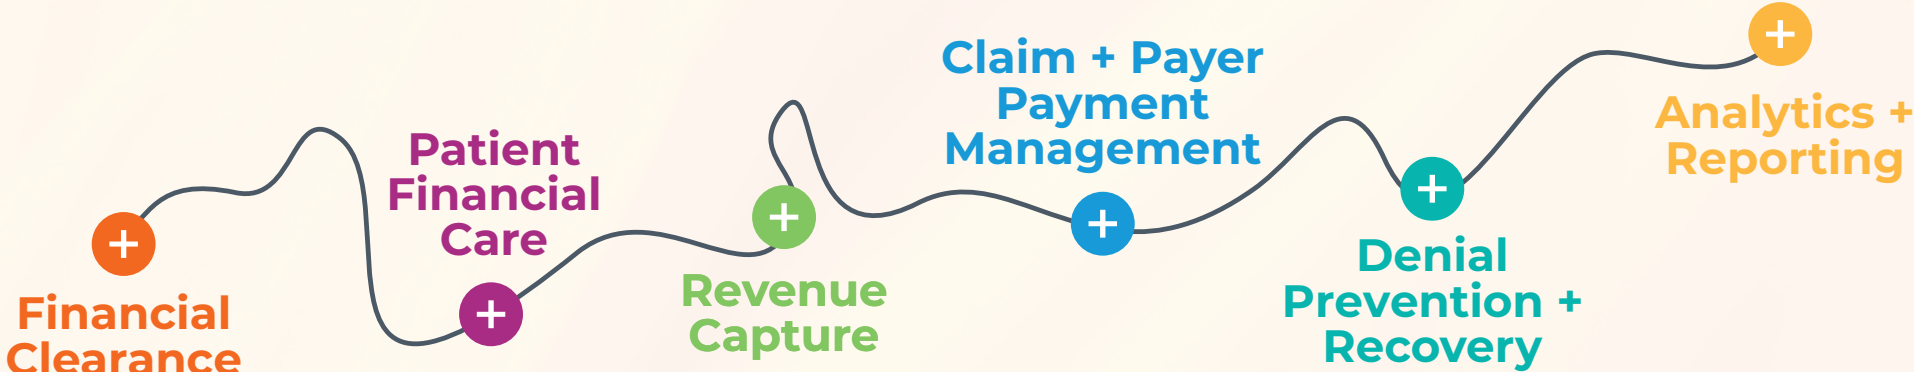 Financial
Clearance
Patient
Financial
Care
Revenue
Capture
Claim + Payer
Payment
Management
Denial
Prevention +
Recovery
Analytics +
Reporting